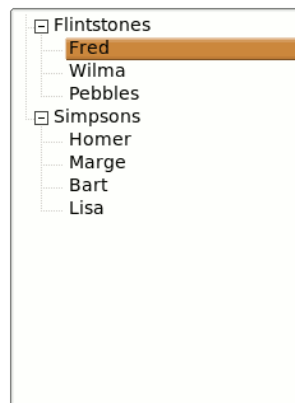 Flintstones
Fred
Wilma
Pebbles
Simpsons
Homer
Marge
Bart
Lisa